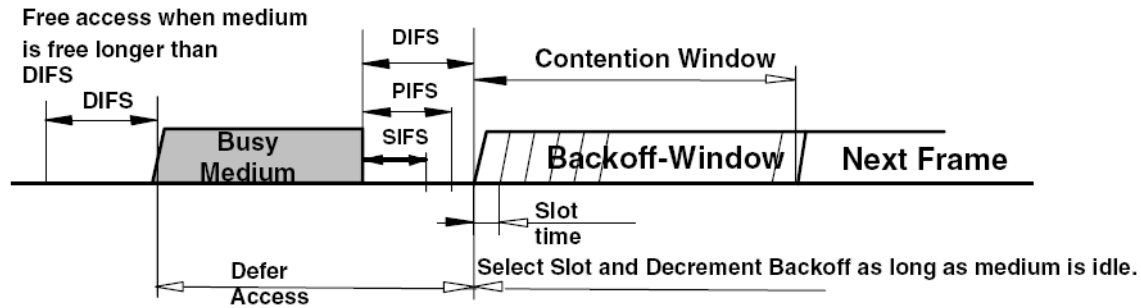 Free access when medium
is free longer than
DIFS
DIFS
DIFS
PIFS
SIFS
Contention Window
Busy
Medium
Backoff-Window
Next Frame
Slot
time
Defer
Access
Select Slot and Decrement Backoff as long as medium is idle.